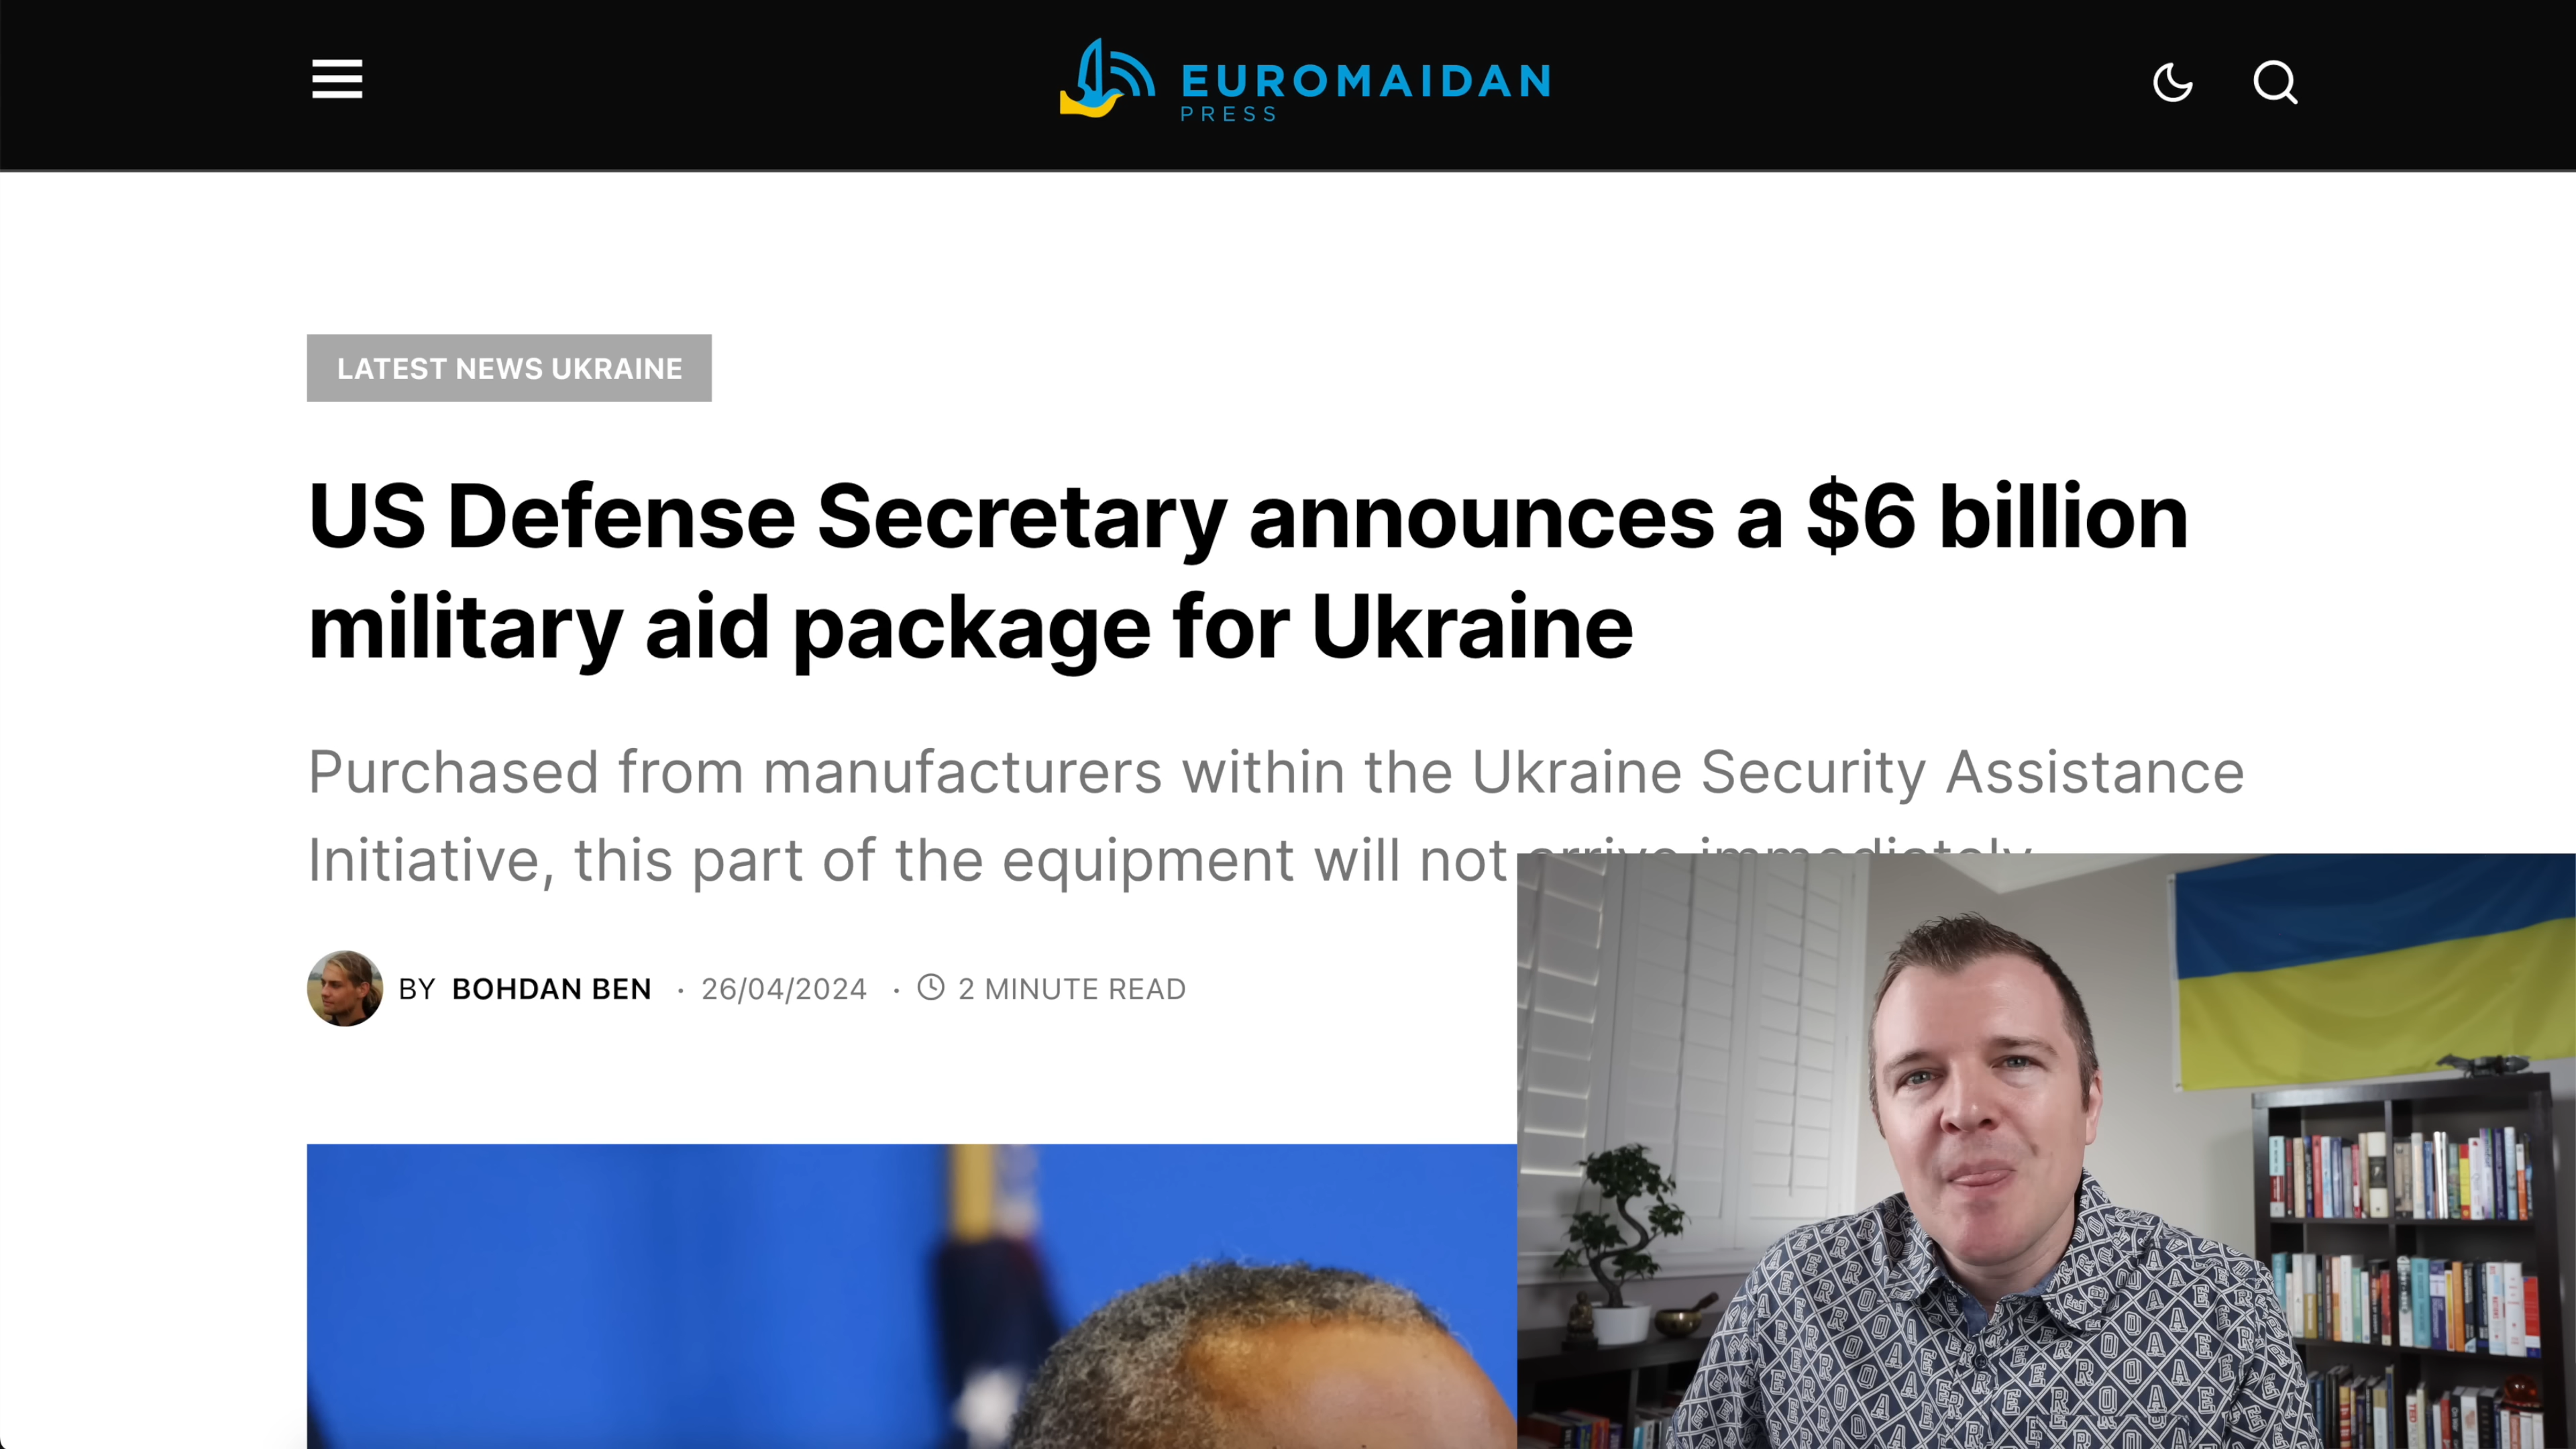 EUROMAIDAN
PRESS
LATEST NEWS UKRAINE
US Defense Secretary announces a $6 billion
military aid package for Ukraine
Purchased from manufacturers within the Ukraine Security Assistance
Initiative, this part of the equipment will not arrive immediately
BY BOHDAN BEN · 26/04/2024 · 2 MINUTE READ